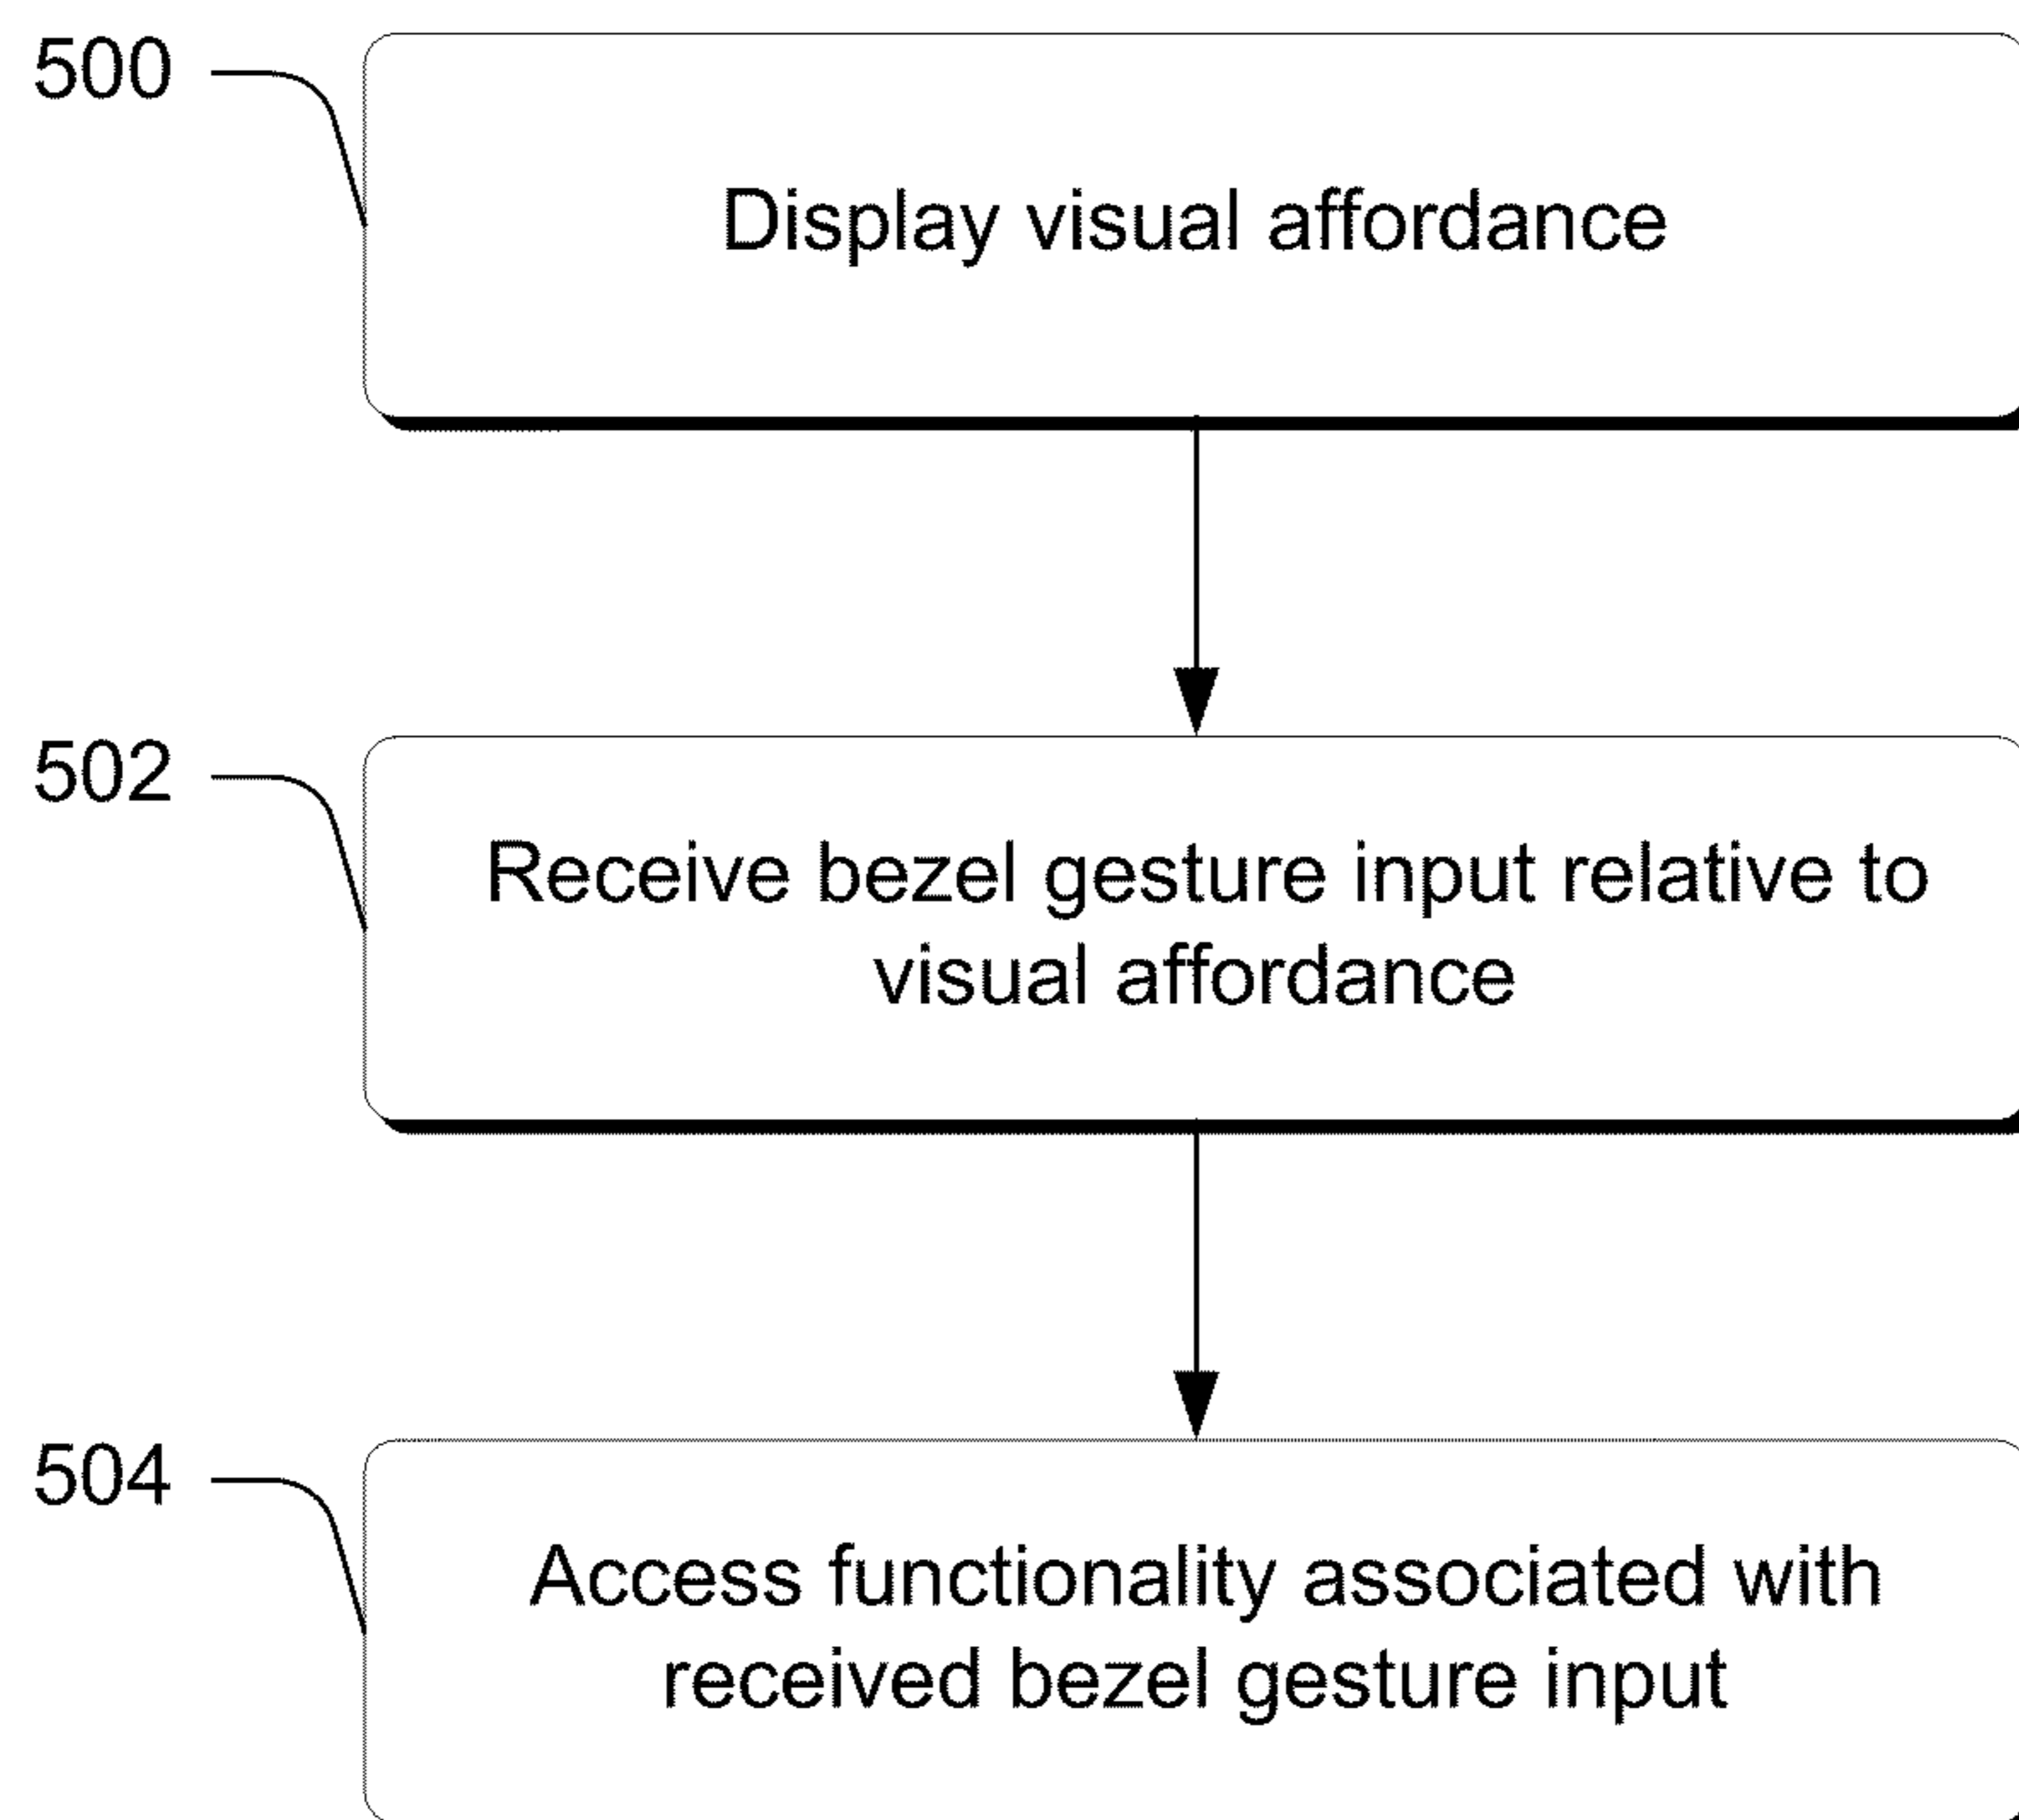 500
Display visual affordance
502
Receive bezel gesture input relative to
visual affordance
504
Access functionality associated with
received bezel gesture input